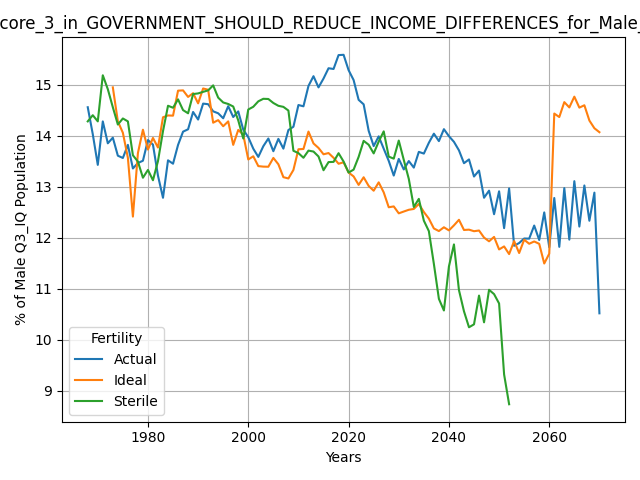 core_3_in_GOVERNMENT_SHOULD_REDUCE_INCOME_DIFFERENCES_for_Male_
% of Male Q3_IQ Population
15
14
13
12
11
10
9
Fertility
Actual
Ideal
Sterile
1980 2000 2020 2040 2060
Years